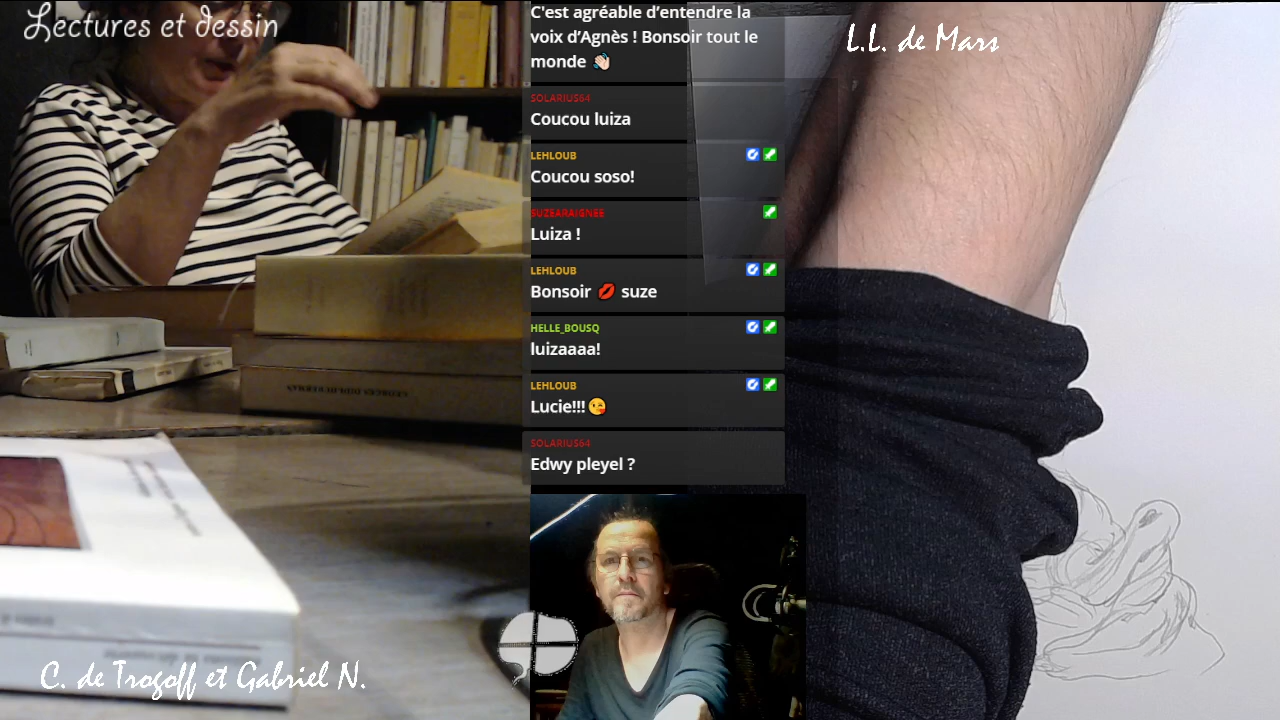 Lectures et dessin
C'est agréable d’entendre la
voix d’Agnès ! Bonsoir tout le
monde 👋🏻
SOLARIUS64
Coucou luiza
LEHLOUB
Coucou soso!
SUZEARAIGNEE
Luiza !
LEHLOUB
Bonsoir 💋 suze
HELLE_BOUSQ
luizaaaa!
LEHLOUB
Lucie!!!😘
SOLARIUS64
Edwy pleyel ?
L.L. de Mars
C. de Trogoff et Gabriel N.